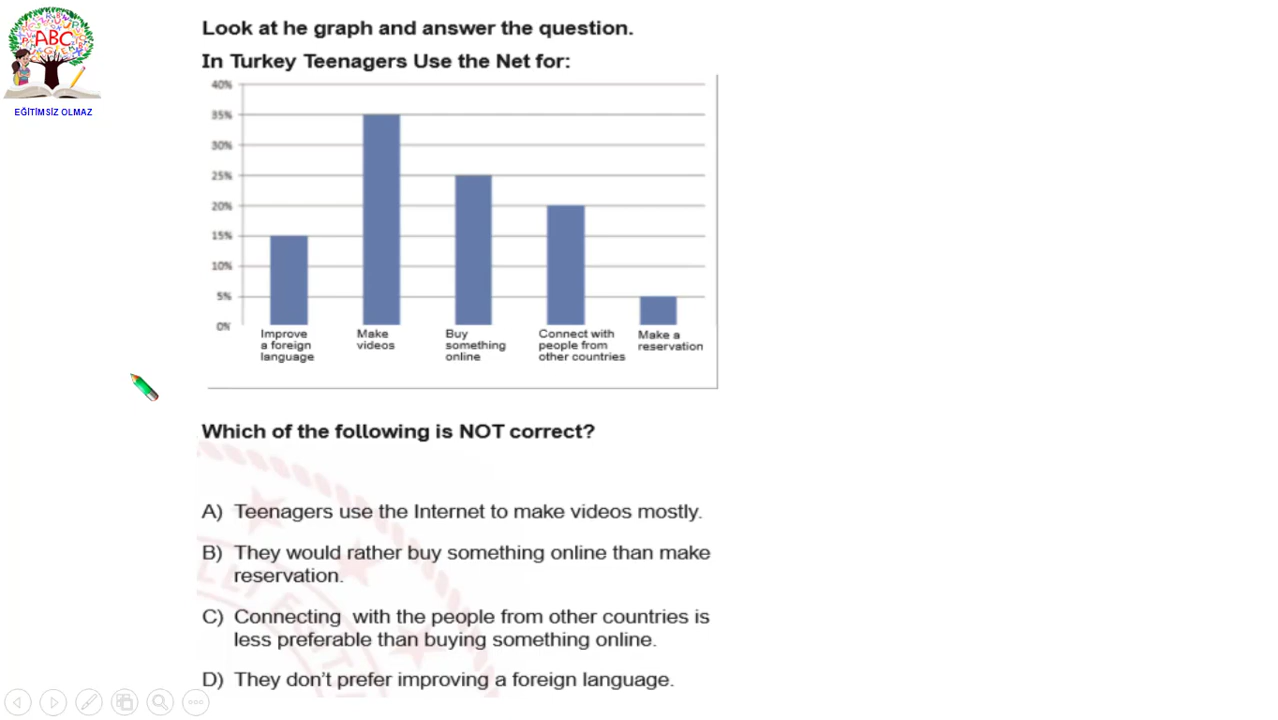 ABC
EĞİTİMSİZ OLMAZ
Look at he graph and answer the question.
In Turkey Teenagers Use the Net for:
40%
35%
30%
25%
20%
15%
10%
5%
0%
Improve
a foreign
language
Make
videos
Buy
something
online
Connect with
people from
other countries
Make a
reservation
Which of the following is NOT correct?
A) Teenagers use the Internet to make videos mostly.
B) They would rather buy something online than make
reservation.
C) Connecting with the people from other countries is
less preferable than buying something online.
D) They don't prefer improving a foreign language.